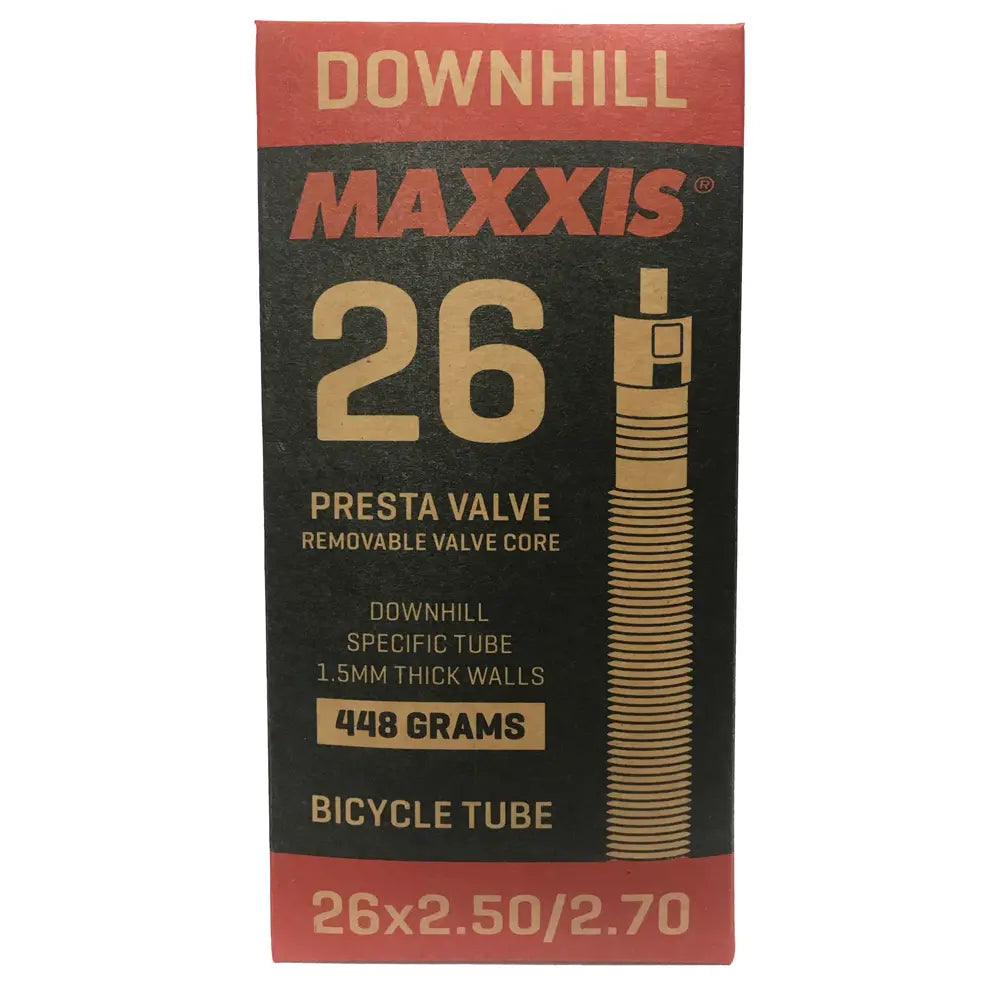 DOWNHILL
MAXXIS®
26
PRESTA VALVE
REMOVABLE VALVE CORE
DOWNHILL
SPECIFIC TUBE
1.5MM THICK WALLS
448 GRAMS
BICYCLE TUBE
26x2.50/2.70